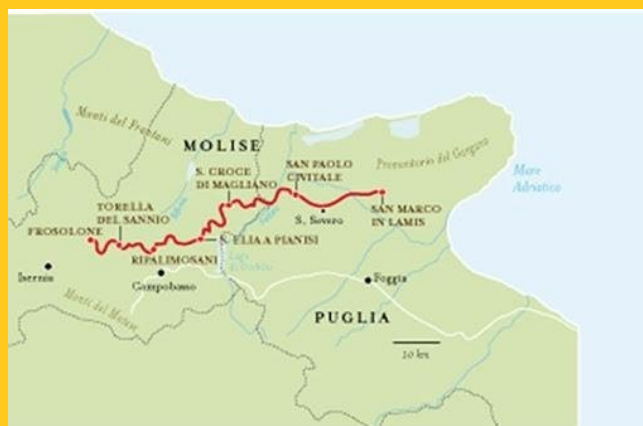 Monti dei Frentani
MOLISE
Promontorio del Gargano
S. CROCE
DI MAGLIANO
SAN PAOLO
CIVITALE
Mare
Adriatico
TORELLA
DEL SANNIO
FROSOLONE
SAN MARCO
IN LAMIS
S. Severo
S. ELIA A PIANISI
RIPALIMOSANI
Isernia
Campobasso
Foggia
Monti del Matese
PUGLIA
10 km